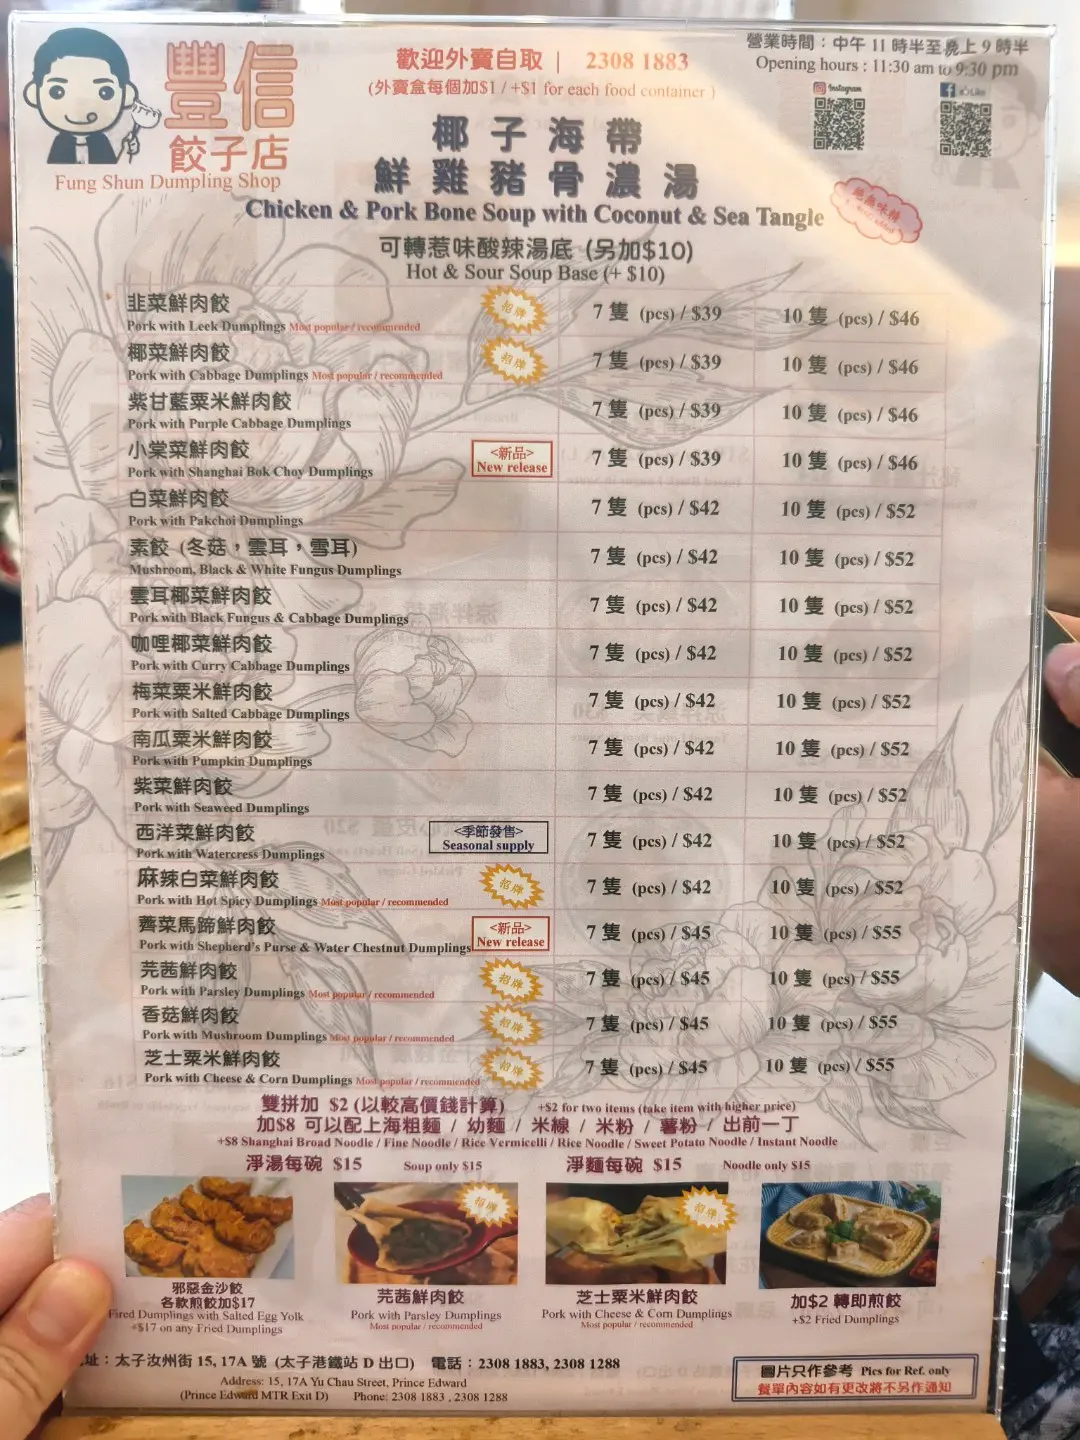 豐信
餃子店
Fung Shun Dumpling Shop
歡迎外賣自取 | 2308 1883
(外賣盒每個加$1 / +$1 for each food container )
營業時間：中午 11 時半至晚上 9 時半
Opening hours : 11:30 am to 9:30 pm
Instagram
椰子海帶
鮮雞豬骨濃湯
Chicken & Pork Bone Soup with Coconut & Sea Tangle
絕無味精
可轉惹味酸辣湯底 (另加$10)
Hot & Sour Soup Base (+ $10)
韭菜鮮肉餃 招牌 7 隻 (pcs) / $39 10 隻 (pcs) / $46
Pork with Leek Dumplings Most popular / recommended
椰菜鮮肉餃 招牌 7 隻 (pcs) / $39 10 隻 (pcs) / $46
Pork with Cabbage Dumplings Most popular / recommended
紫甘藍粟米鮮肉餃 7 隻 (pcs) / $39 10 隻 (pcs) / $46
Pork with Purple Cabbage Dumplings
小棠菜鮮肉餃 <新品> 7 隻 (pcs) / $39 10 隻 (pcs) / $46
Pork with Shanghai Bok Choy Dumplings New release
白菜鮮肉餃 7 隻 (pcs) / $42 10 隻 (pcs) / $52
Pork with Pakchoi Dumplings
素餃 (冬菇，雲耳，雪耳) 7 隻 (pcs) / $42 10 隻 (pcs) / $52
Mushroom, Black & White Fungus Dumplings
雲耳椰菜鮮肉餃 7 隻 (pcs) / $42 10 隻 (pcs) / $52
Pork with Black Fungus & Cabbage Dumplings
咖哩椰菜鮮肉餃 7 隻 (pcs) / $42 10 隻 (pcs) / $52
Pork with Curry Cabbage Dumplings
梅菜粟米鮮肉餃 7 隻 (pcs) / $42 10 隻 (pcs) / $52
Pork with Salted Cabbage Dumplings
南瓜粟米鮮肉餃 7 隻 (pcs) / $42 10 隻 (pcs) / $52
Pork with Pumpkin Dumplings
紫菜鮮肉餃 7 隻 (pcs) / $42 10 隻 (pcs) / $52
Pork with Seaweed Dumplings
西洋菜鮮肉餃 <季節發售> 7 隻 (pcs) / $42 10 隻 (pcs) / $52
Pork with Watercress Dumplings Seasonal supply
麻辣白菜鮮肉餃 招牌 7 隻 (pcs) / $42 10 隻 (pcs) / $52
Pork with Hot Spicy Dumplings Most popular / recommended
薺菜馬蹄鮮肉餃 <新品> 7 隻 (pcs) / $45 10 隻 (pcs) / $55
Pork with Shepherd's Purse & Water Chestnut Dumplings New release
芫茜鮮肉餃 招牌 7 隻 (pcs) / $45 10 隻 (pcs) / $55
Pork with Parsley Dumplings Most popular / recommended
香菇鮮肉餃 招牌 7 隻 (pcs) / $45 10 隻 (pcs) / $55
Pork with Mushroom Dumplings Most popular / recommended
芝士粟米鮮肉餃 招牌 7 隻 (pcs) / $45 10 隻 (pcs) / $55
Pork with Cheese & Corn Dumplings Most popular / recommended
雙拼加 $2 (以較高價錢計算) +$2 for two items (take item with higher price)
加$8 可以配上海粗麵 / 幼麵 / 米線 / 米粉 / 薯粉 / 出前一丁
+$8 Shanghai Broad Noodle / Fine Noodle / Rice Vermicelli / Rice Noodle / Sweet Potato Noodle / Instant Noodle
淨湯每碗 $15 Soup only $15 淨麵每碗 $15 Noodle only $15
招牌 招牌
邪惡金沙餃
各款煎餃加$17
Fired Dumplings with Salted Egg Yolk
+$17 on any Fried Dumplings
芫茜鮮肉餃
Pork with Parsley Dumplings
Most popular / recommended
芝士粟米鮮肉餃
Pork with Cheese & Corn Dumplings
Most popular / recommended
加$2 轉即煎餃
+$2 Fried Dumplings
址：太子汝州街 15, 17A 號 (太子港鐵站 D 出口) 電話：2308 1883, 2308 1288
Address: 15, 17A Yu Chau Street, Prince Edward
(Prince Edward MTR Exit D) Phone: 2308 1883 , 2308 1288
圖片只作參考 Pics for Ref. only
餐單內容如有更改將不另作通知